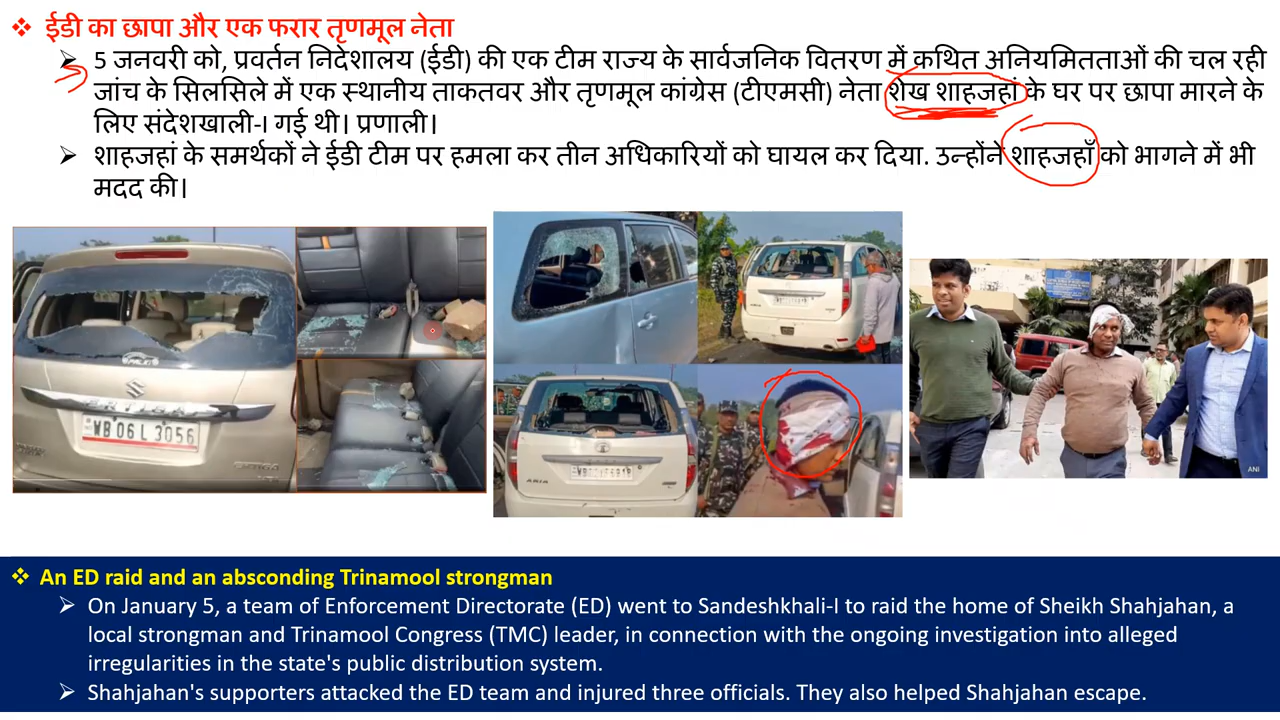 ❖ ईडी का छापा और एक फरार तृणमूल नेता
➢ 5 जनवरी को, प्रवर्तन निदेशालय (ईडी) की एक टीम राज्य के सार्वजनिक वितरण में कथित अनियमितताओं की चल रही
जांच के सिलसिले में एक स्थानीय ताकतवर और तृणमूल कांग्रेस (टीएमसी) नेता शेख शाहजहां के घर पर छापा मारने के
लिए संदेशखाली-I गई थी। प्रणाली।
➢ शाहजहां के समर्थकों ने ईडी टीम पर हमला कर तीन अधिकारियों को घायल कर दिया. उन्होंने शाहजहाँ को भागने में भी
मदद की।
WB06L3056
ERTIGA
ARIA
ANI
❖ An ED raid and an absconding Trinamool strongman
➢ On January 5, a team of Enforcement Directorate (ED) went to Sandeshkhali-I to raid the home of Sheikh Shahjahan, a
local strongman and Trinamool Congress (TMC) leader, in connection with the ongoing investigation into alleged
irregularities in the state's public distribution system.
➢ Shahjahan's supporters attacked the ED team and injured three officials. They also helped Shahjahan escape.